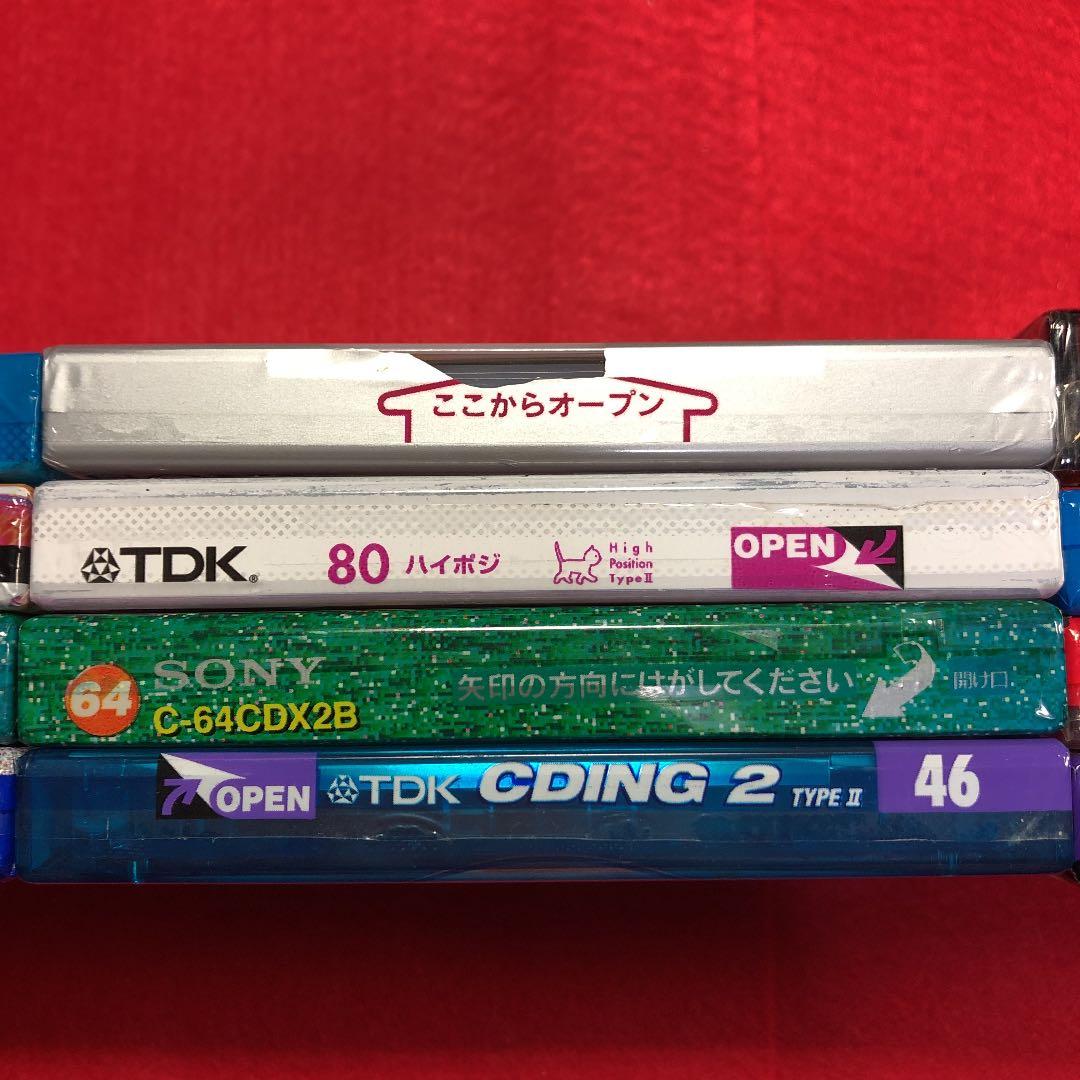 ここからオープン
TDK® 80 ハイポジ High Position Type II OPEN
64 SONY 矢印の方向にはがしてください 開け口
C-64CDX2B
OPEN TDK CDING 2 TYPE II 46